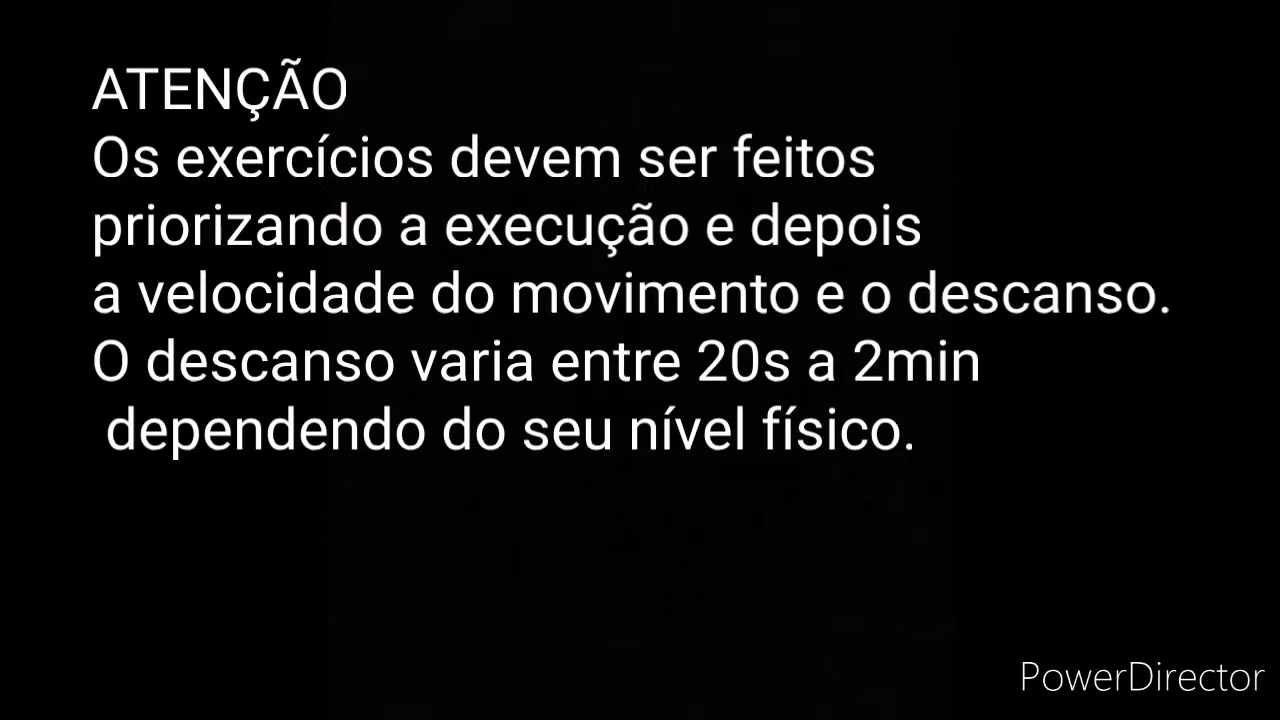 ATENÇÃO
Os exercícios devem ser feitos
priorizando a execução e depois
a velocidade do movimento e o descanso.
O descanso varia entre 20s a 2min
dependendo do seu nível físico.
PowerDirector